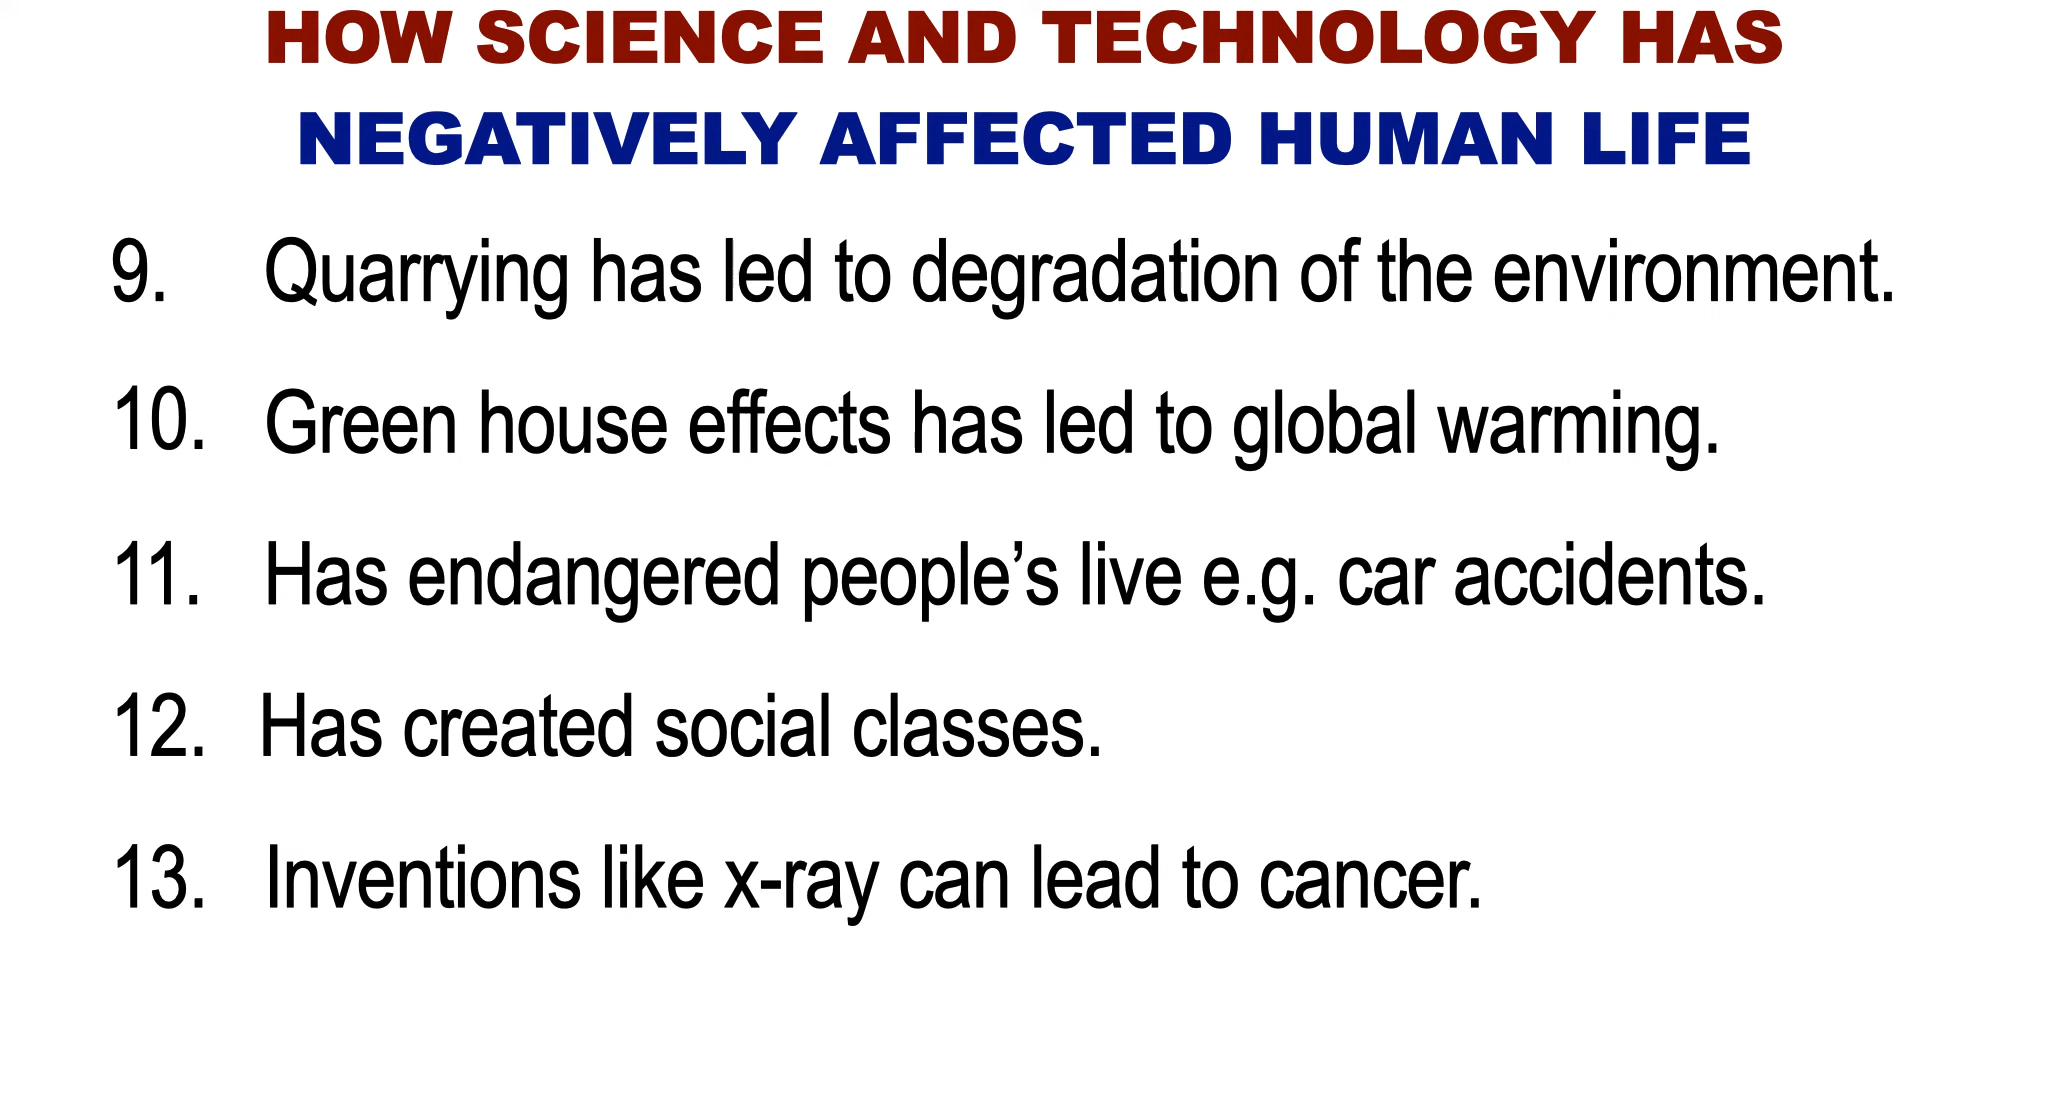 HOW SCIENCE AND TECHNOLOGY HAS
NEGATIVELY AFFECTED HUMAN LIFE
9. Quarrying has led to degradation of the environment.
10. Green house effects has led to global warming.
11. Has endangered people’s live e.g. car accidents.
12. Has created social classes.
13. Inventions like x-ray can lead to cancer.